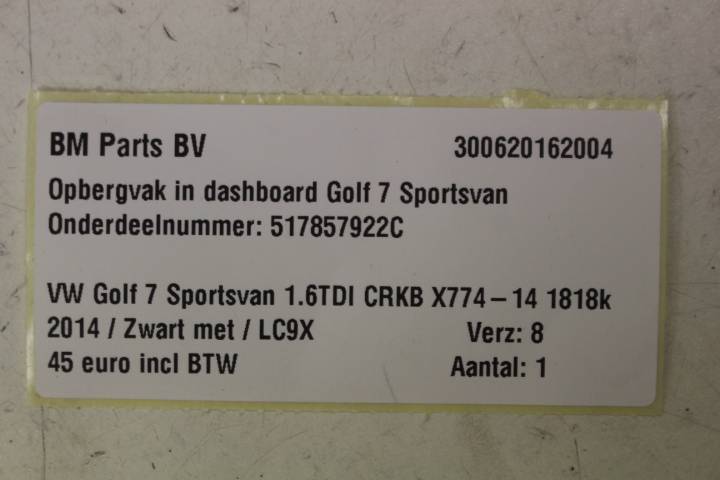 BM Parts BV 300620162004
Opbergvak in dashboard Golf 7 Sportsvan
Onderdeelnummer: 517857922C
VW Golf 7 Sportsvan 1.6TDI CRKB X774-14 1818k
2014 / Zwart met / LC9X Verz: 8
45 euro incl BTW Aantal: 1